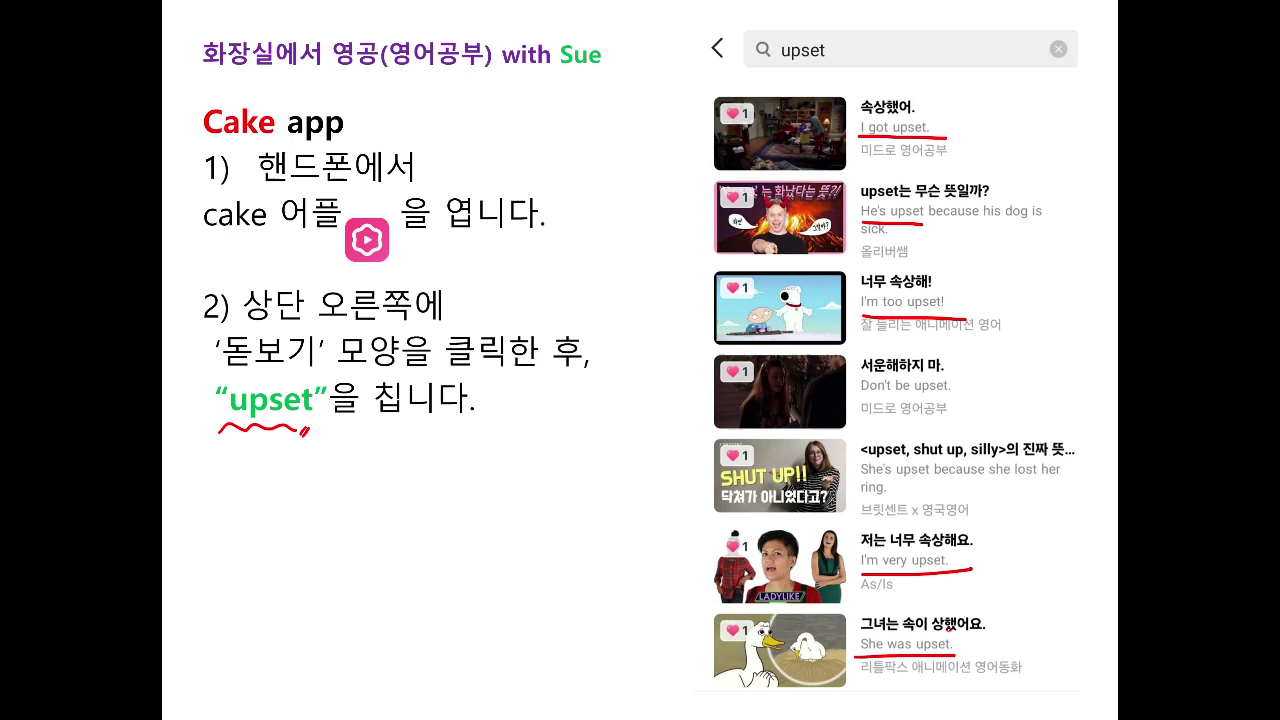 화장실에서 영공(영어공부) with Sue
Cake app
1) 핸드폰에서
cake 어플 을 엽니다.
2) 상단 오른쪽에
‘돋보기’ 모양을 클릭한 후,
“upset”을 칩니다.
upset
1
속상했어.
I got upset.
미드로 영어공부
1
upset는 무슨 뜻일까?
He's upset because his dog is
sick.
올리버쌤
1
너무 속상해!
I'm too upset!
잘 들리는 애니메이션 영어
1
서운해하지 마.
Don't be upset.
미드로 영어공부
1
SHUT UP!!
닥쳐가 아니었다고?
<upset, shut up, silly>의 진짜 뜻...
She's upset because she lost her
ring.
브릿센트 x 영국영어
1
LADYLIKE
저는 너무 속상해요.
I'm very upset.
As/Is
1
그녀는 속이 상했어요.
She was upset.
리틀팍스 애니메이션 영어동화